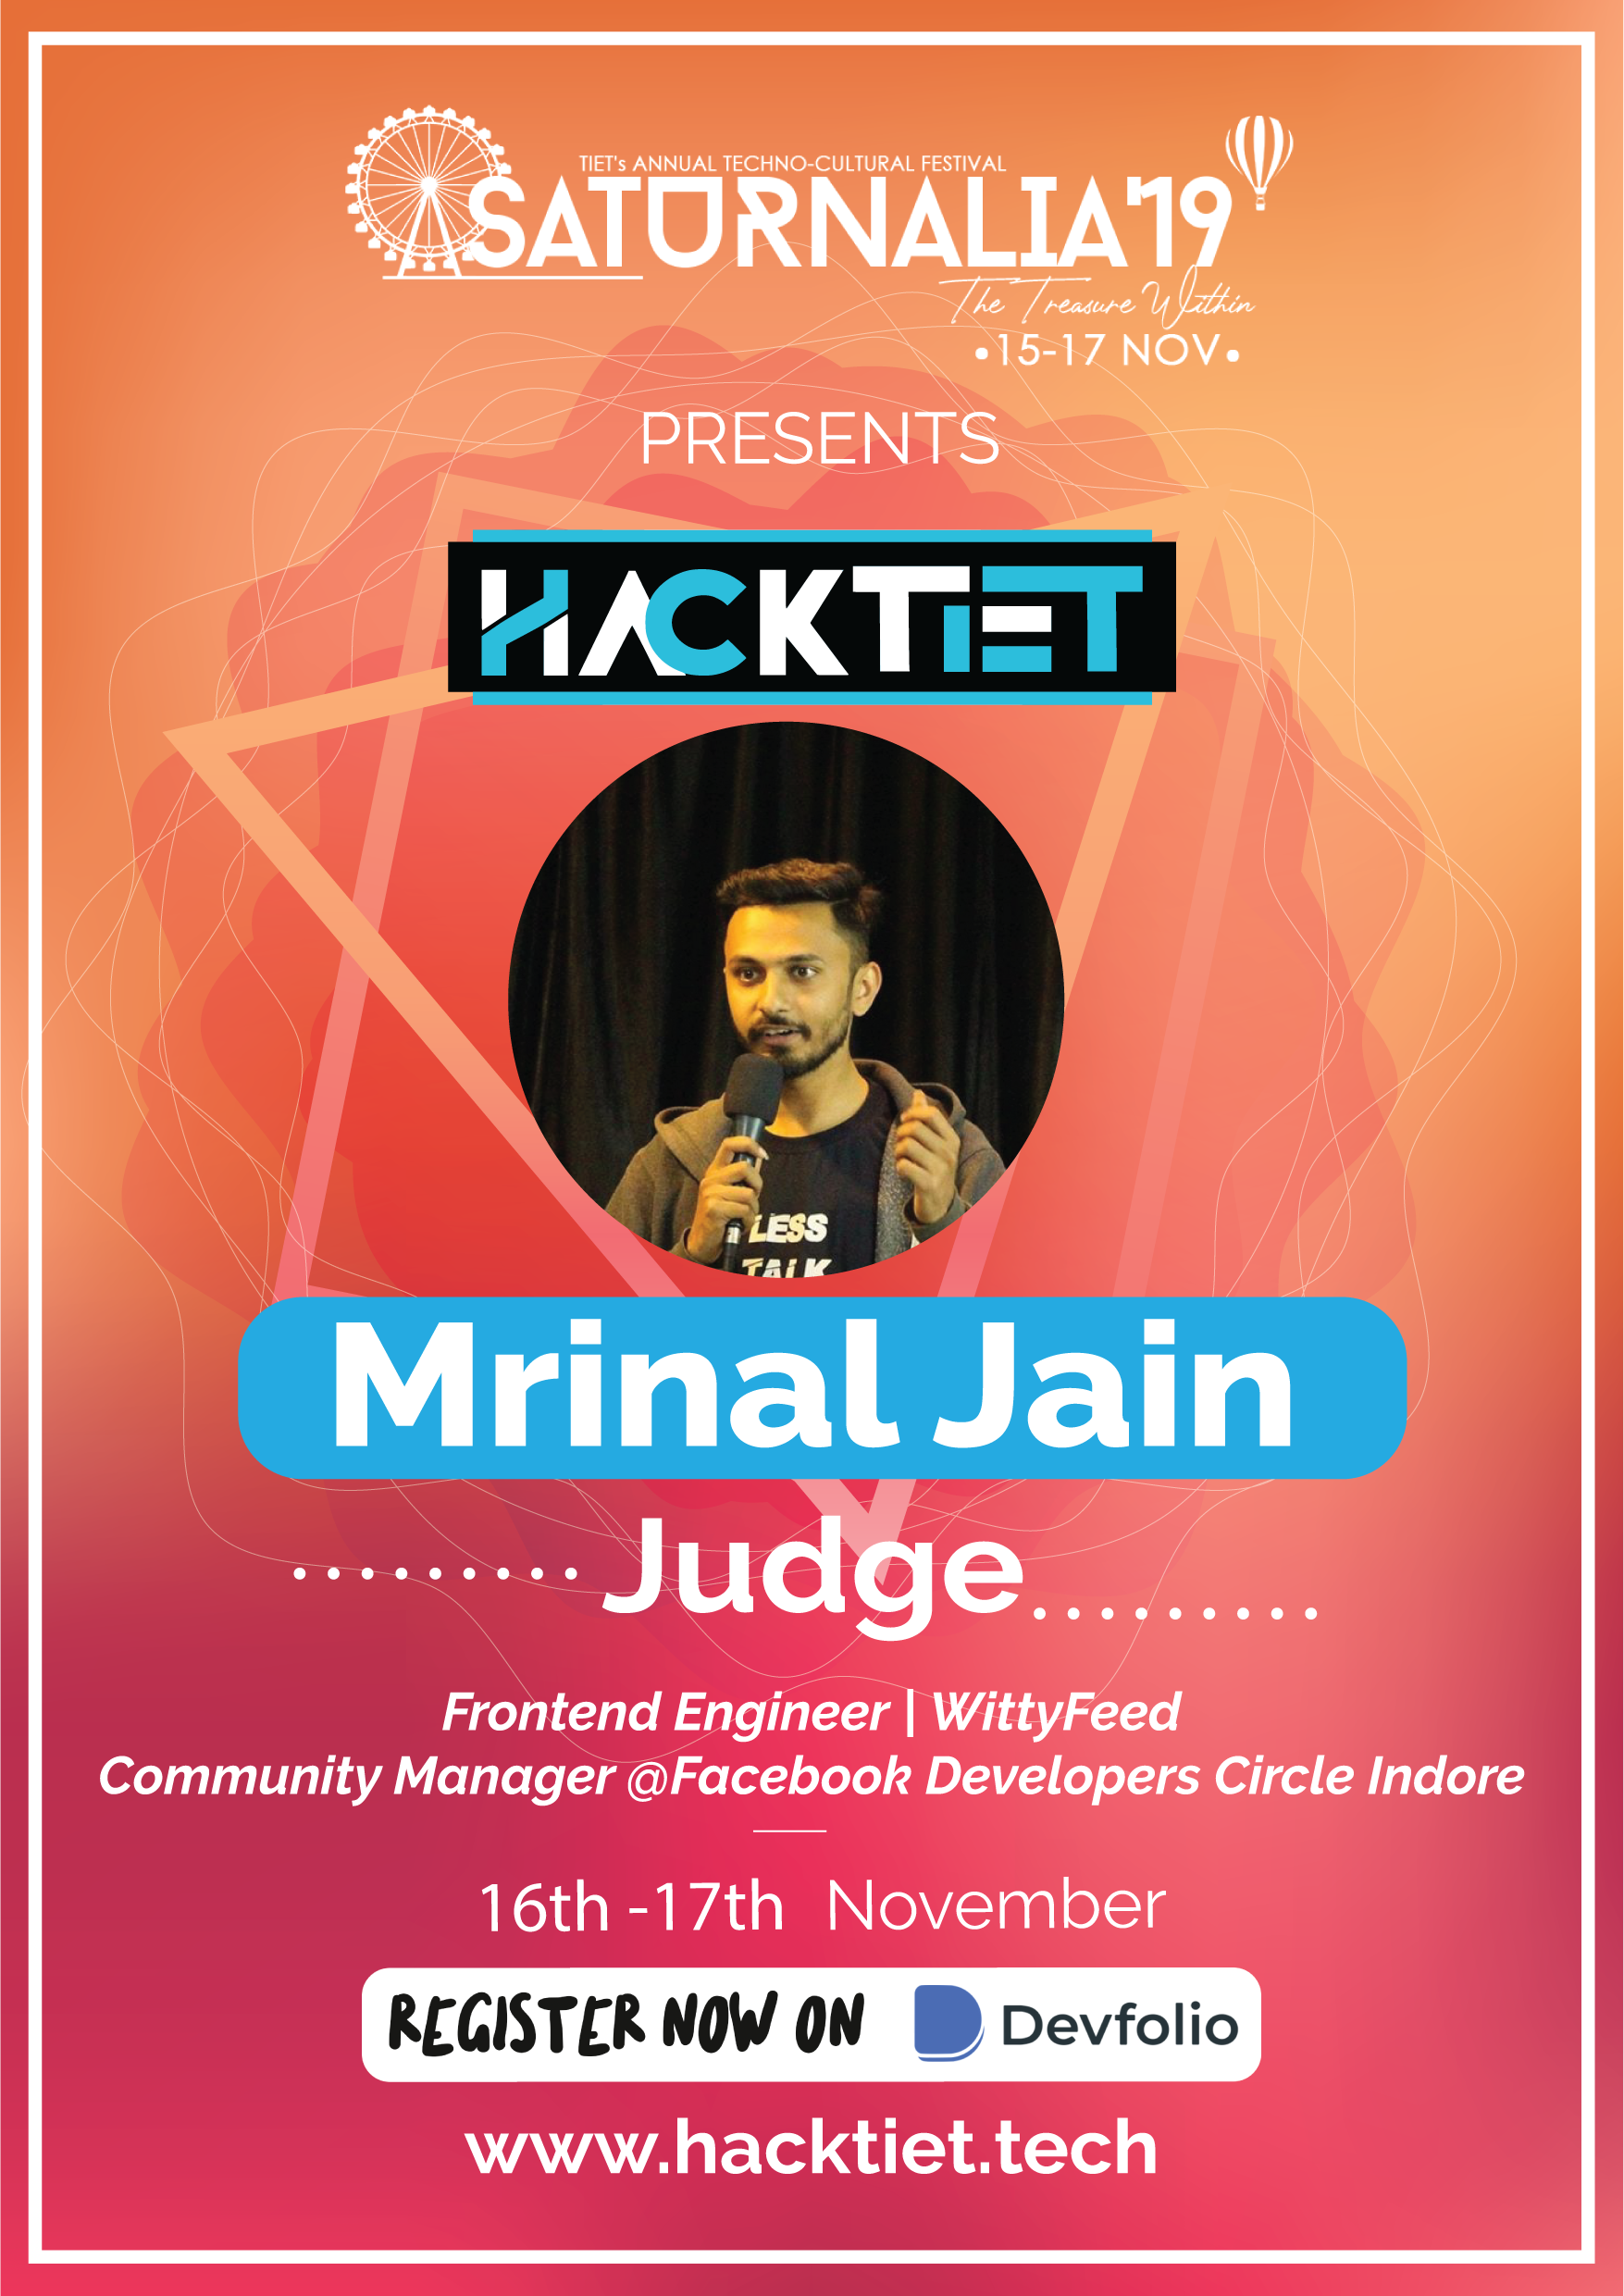 TIET's ANNUAL TECHNO-CULTURAL FESTIVAL
SATURNALIA'19
The Treasure Within
•15-17 NOV•
PRESENTS
HACKTIET
LESS
TALK
Mrinal Jain
......... Judge.........
Frontend Engineer | WittyFeed
Community Manager @Facebook Developers Circle Indore
16th -17th November
REGISTER NOW ON Devfolio
www.hacktiet.tech